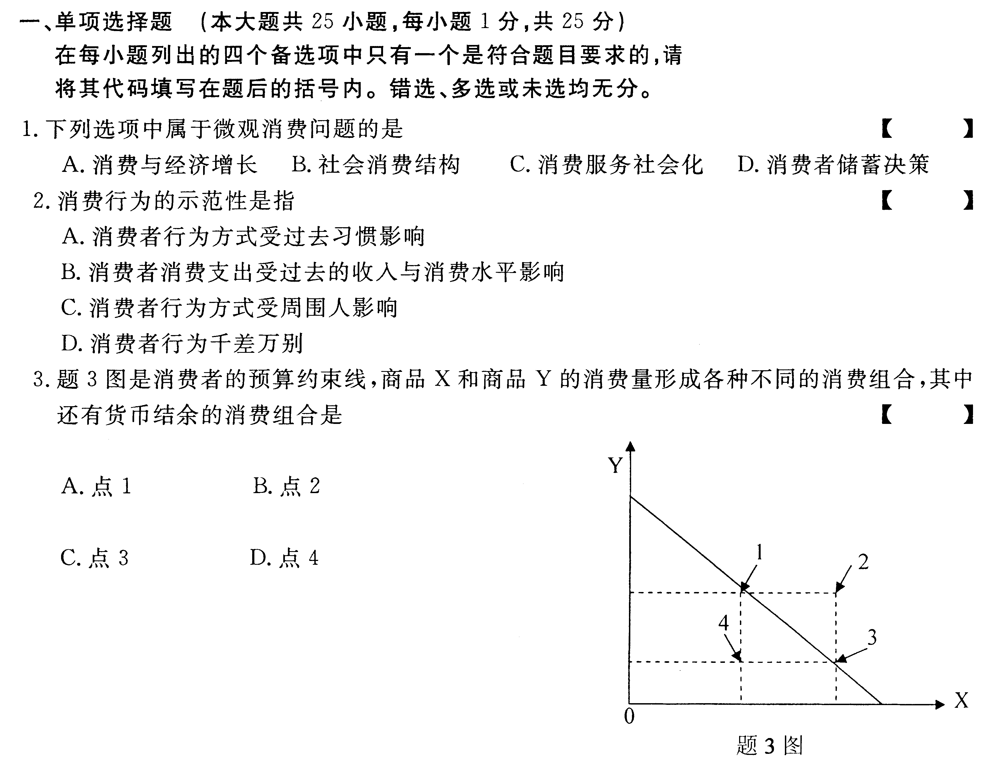 一、单项选择题 (本大题共 25 小题,每小题 1 分,共 25 分)
在每小题列出的四个备选项中只有一个是符合题目要求的,请
将其代码填写在题后的括号内。错选、多选或未选均无分。
1. 下列选项中属于微观消费问题的是 【 】
A. 消费与经济增长 B. 社会消费结构 C. 消费服务社会化 D. 消费者储蓄决策
2. 消费行为的示范性是指 【 】
A. 消费者行为方式受过去习惯影响
B. 消费者消费支出受过去的收入与消费水平影响
C. 消费者行为方式受周围人影响
D. 消费者行为千差万别
3. 题 3 图是消费者的预算约束线,商品 X 和商品 Y 的消费量形成各种不同的消费组合,其中
还有货币结余的消费组合是 【 】
A. 点 1 B. 点 2
C. 点 3 D. 点 4
Y
1
2
4
3
X
0
题 3 图